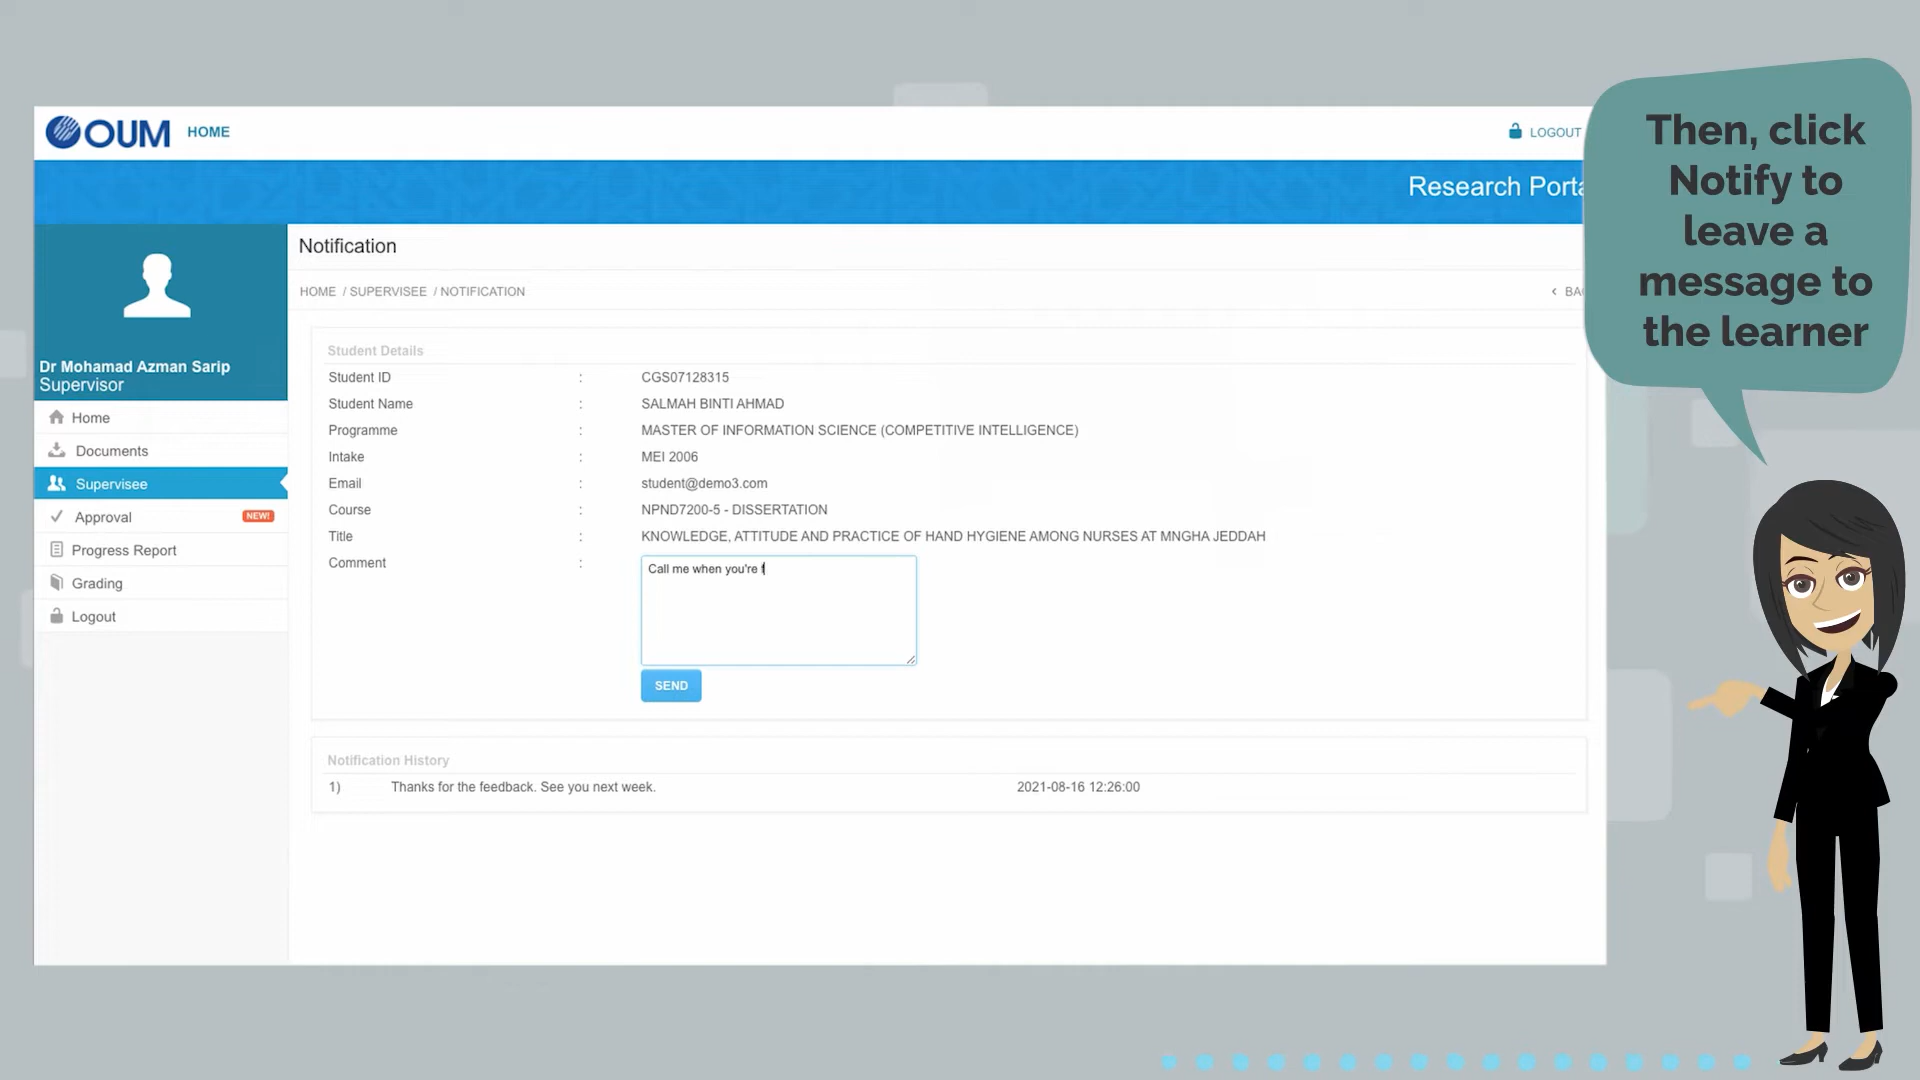 OUM HOME
LOGOUT
Research Porta
Dr Mohamad Azman Sarip
Supervisor
Home
Documents
Supervisee
Approval NEW!
Progress Report
Grading
Logout
Notification
HOME / SUPERVISEE / NOTIFICATION
‹ BAC
Student Details
Student ID : CGS07128315
Student Name : SALMAH BINTI AHMAD
Programme : MASTER OF INFORMATION SCIENCE (COMPETITIVE INTELLIGENCE)
Intake : MEI 2006
Email : student@demo3.com
Course : NPND7200-5 - DISSERTATION
Title : KNOWLEDGE, ATTITUDE AND PRACTICE OF HAND HYGIENE AMONG NURSES AT MNGHA JEDDAH
Comment : Call me when you're f
SEND
Notification History
1) Thanks for the feedback. See you next week. 2021-08-16 12:26:00
Then, click
Notify to
leave a
message to
the learner